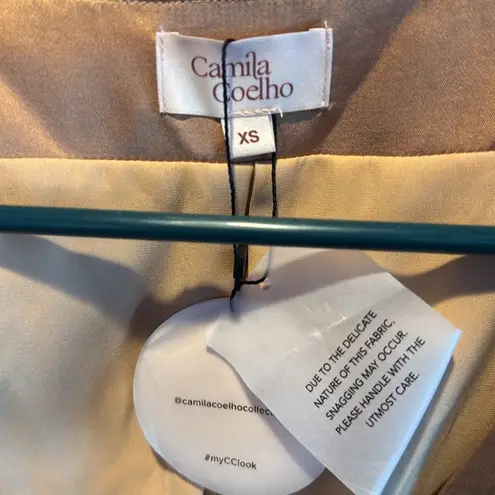 Camila
Coelho
XS
DUE TO THE DELICATE
NATURE OF THIS FABRIC,
SNAGGING MAY OCCUR.
PLEASE HANDLE WITH THE
UTMOST CARE.
@camilacoelhocollec
#myCClook